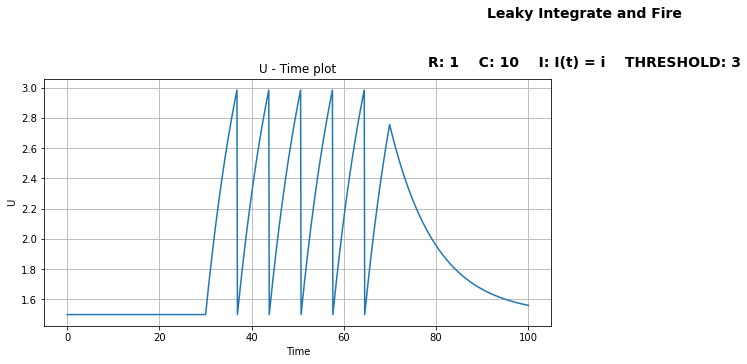 Leaky Integrate and Fire
R: 1 C: 10 I: I(t) = i THRESHOLD: 3
U - Time plot
3.0
2.8
2.6
2.4
2.2
2.0
1.8
1.6
U
0 20 40 60 80 100
Time